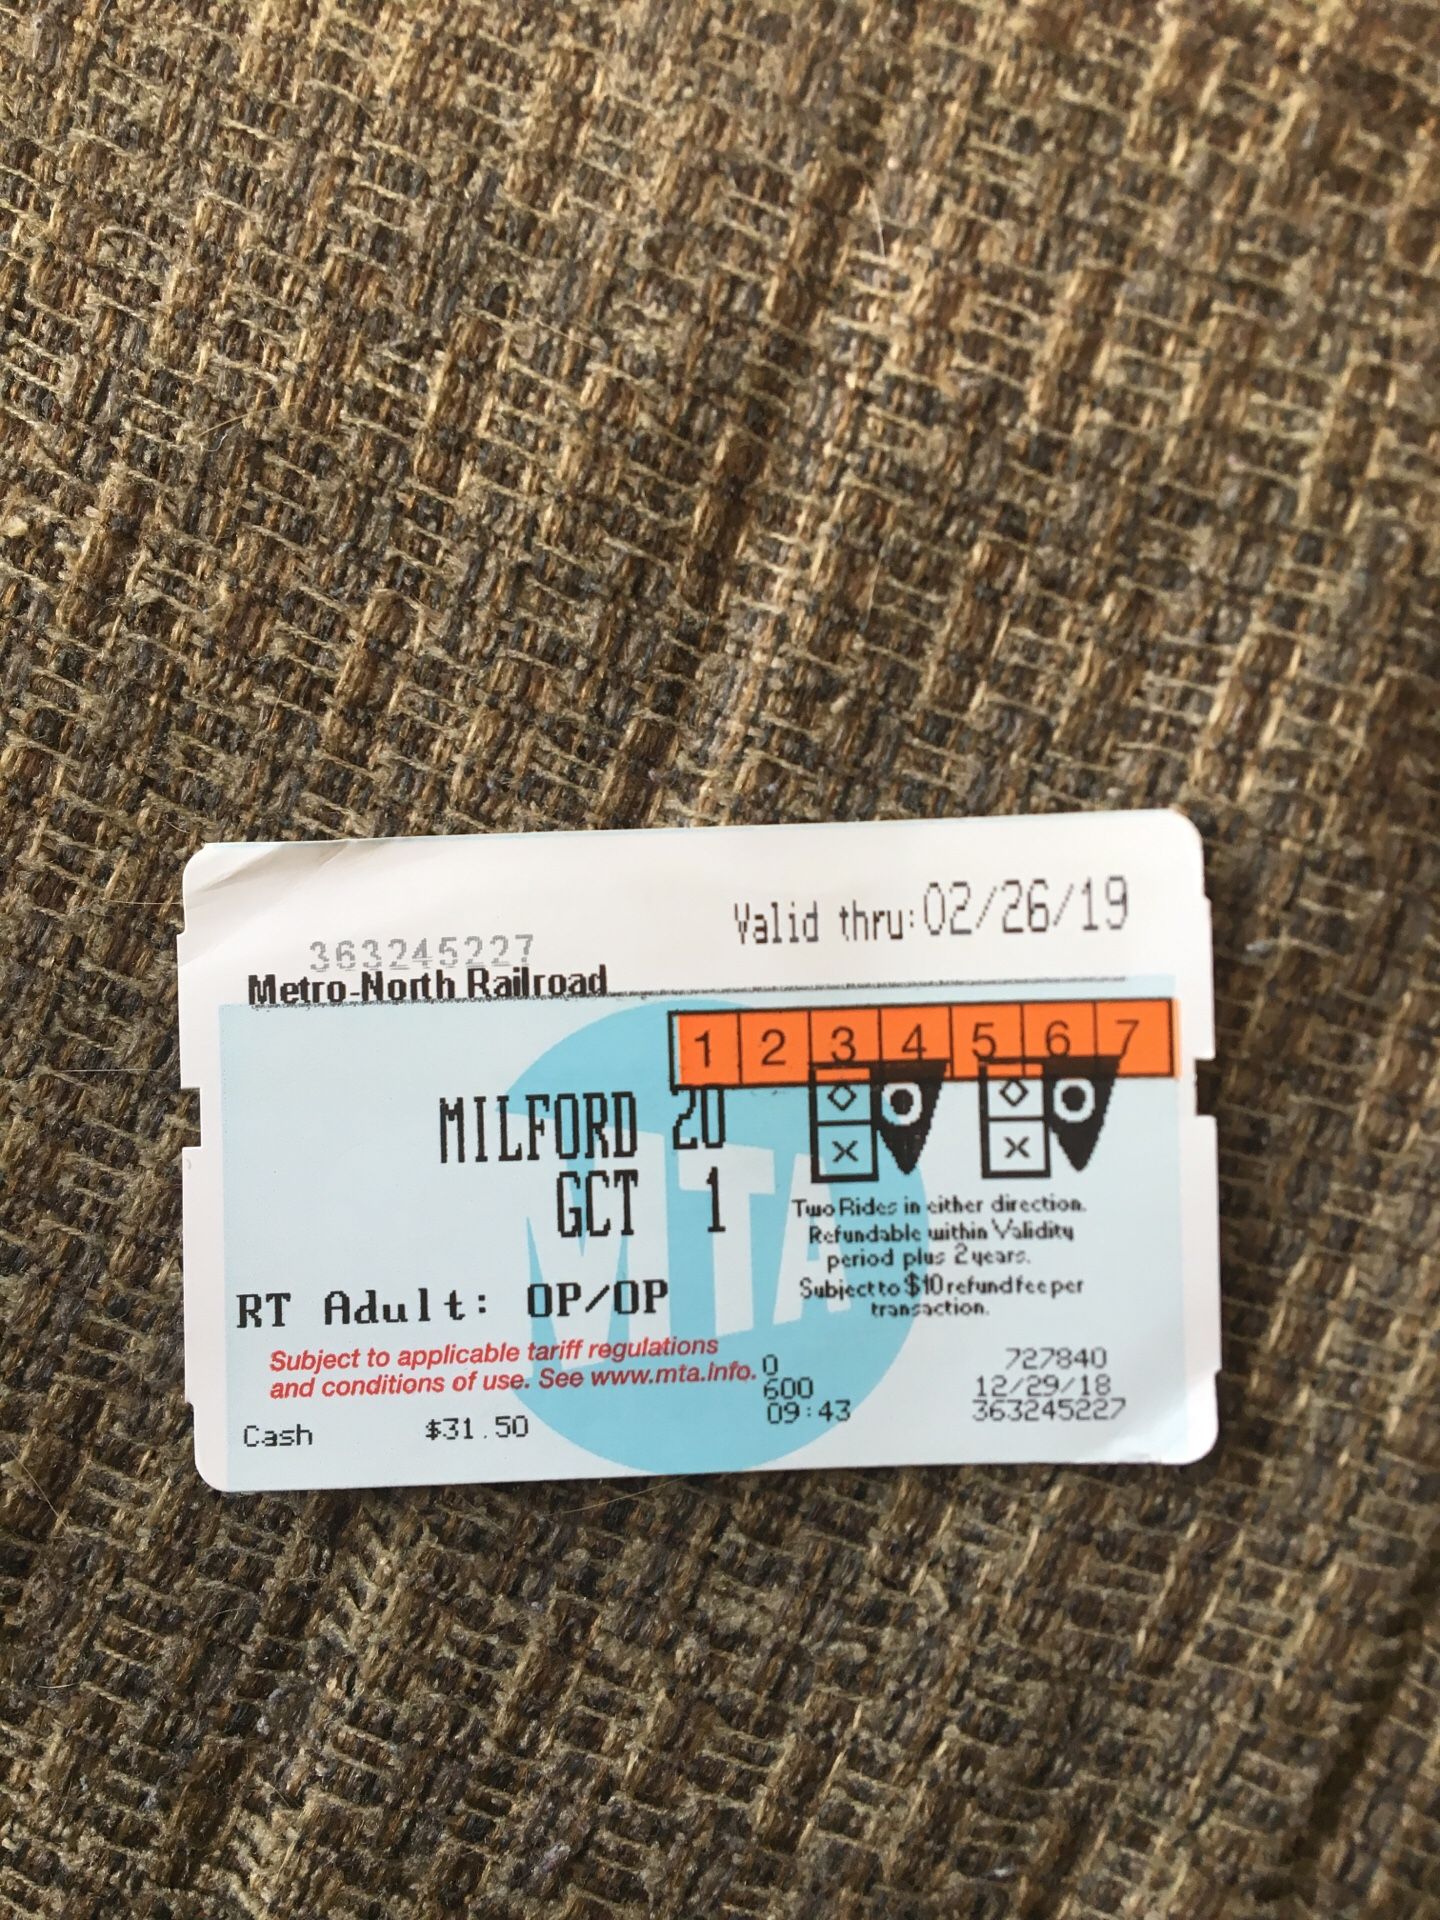 Valid thru: 02/26/19
363245227
Metro-North Railroad
1 2 3 4 5 6 7
MILFORD 20
GCT 1
MTA
Two Rides in either direction.
Refundable within Validity
period plus 2 years.
Subject to $10 refund fee per
transaction.
RT Adult: OP/OP
Subject to applicable tariff regulations
and conditions of use. See www.mta.info.
0 727840
600 12/29/18
09:43 363245227
Cash $31.50